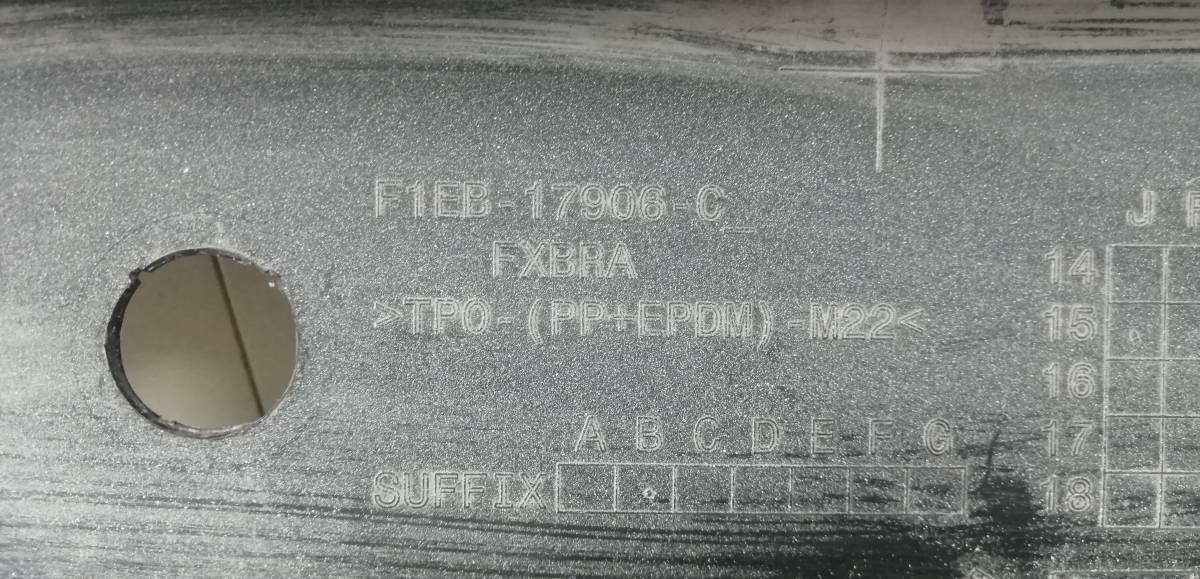 F1EB-17906-C_
FXBRA
>TPO-(PP+EPDM)-M22<
A B C D E F G
SUFFIX
J
14
15
16
17
18